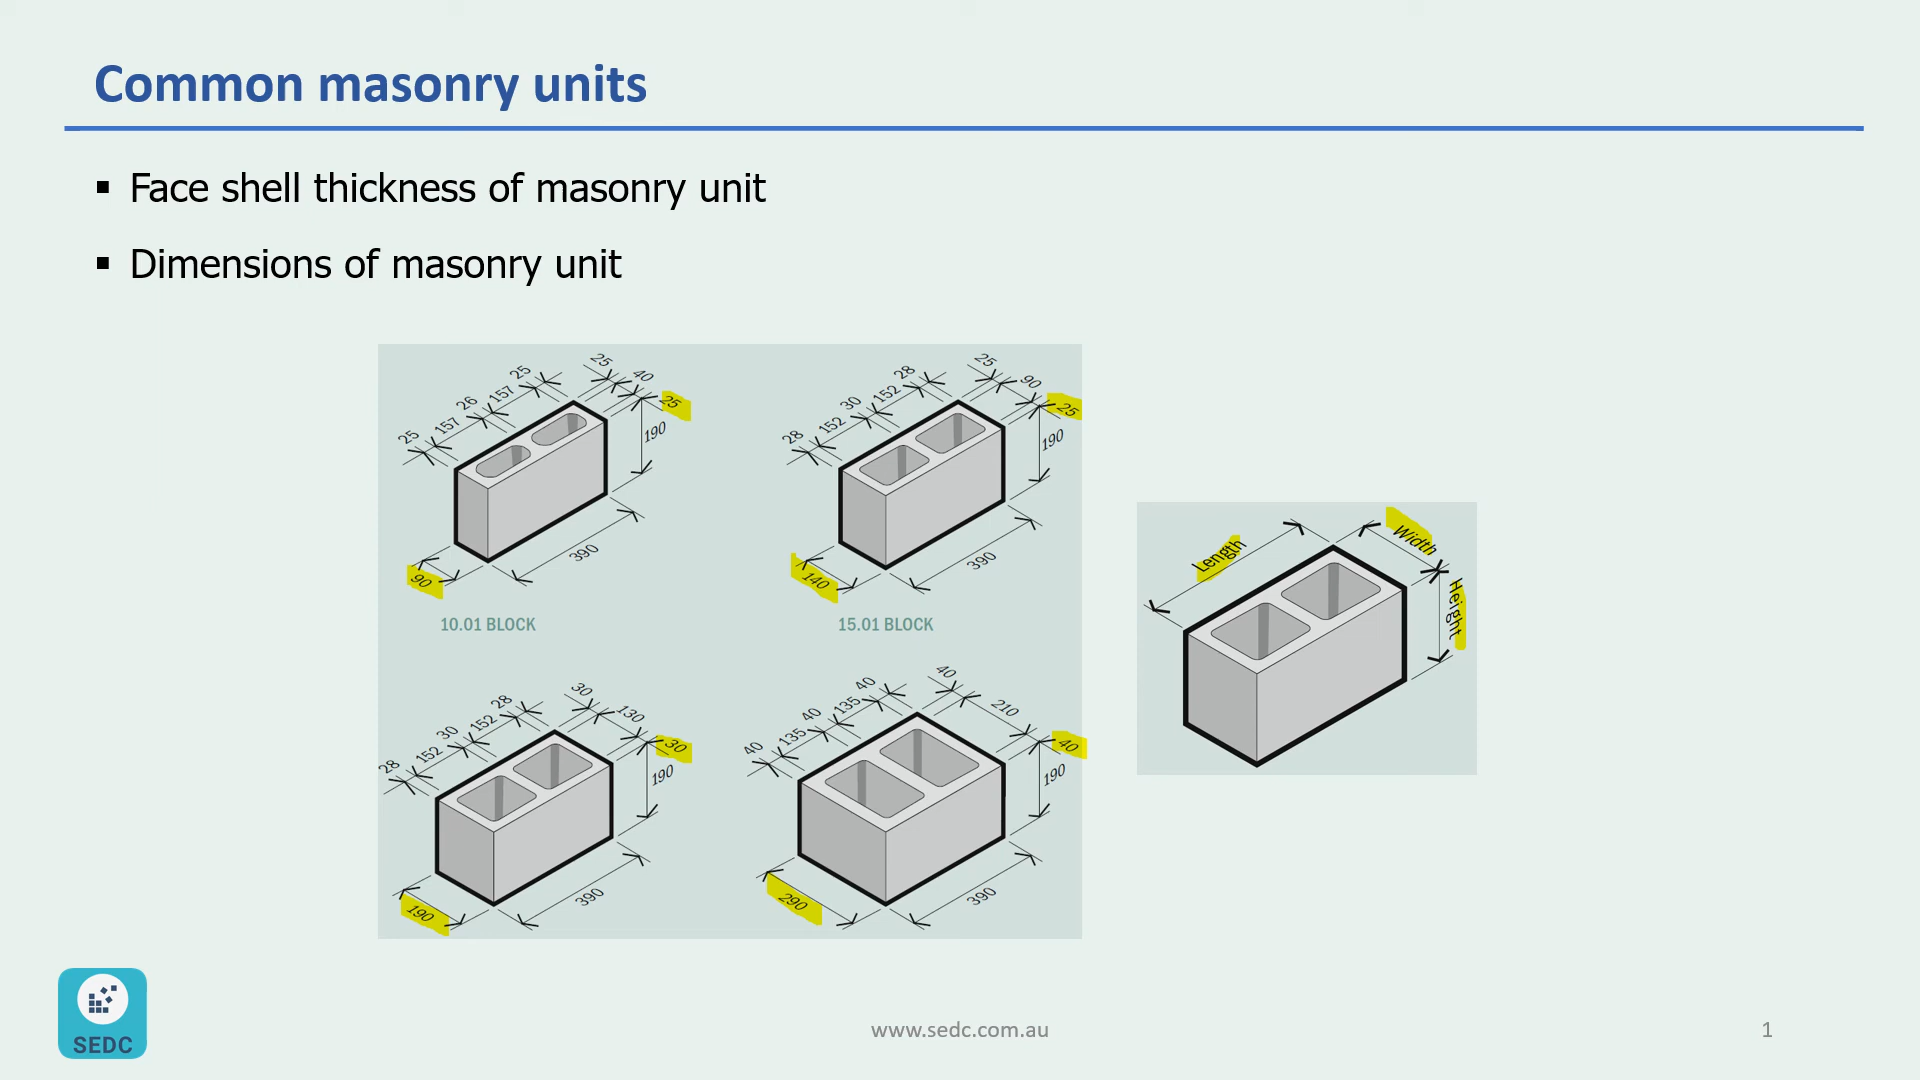 Common masonry units
▪ Face shell thickness of masonry unit
▪ Dimensions of masonry unit
25 157 26 157 25
25 40 25
190
90
390
10.01 BLOCK
28 152 30 152 28
25 90 25
190
140
390
15.01 BLOCK
28 152 30 152 28
30 130 30
190
190
390
40 135 40 135 40
40 210 40
190
290
390
Length
Width
Height
SEDC
www.sedc.com.au
1